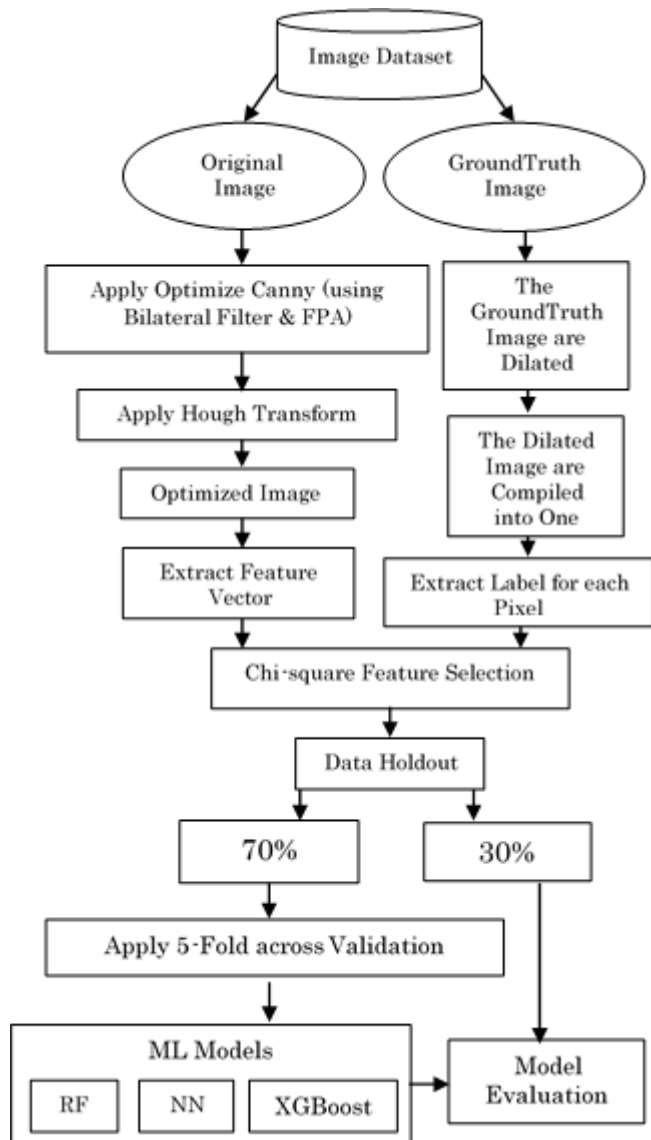 Image Dataset
Original
Image
GroundTruth
Image
Apply Optimize Canny (using
Bilateral Filter & FPA)
The
GroundTruth
Image are
Dilated
Apply Hough Transform
The Dilated
Image are
Compiled
into One
Optimized Image
Extract Feature
Vector
Extract Label for each
Pixel
Chi-square Feature Selection
Data Holdout
70%
30%
Apply 5-Fold across Validation
ML Models
RF
NN
XGBoost
Model
Evaluation